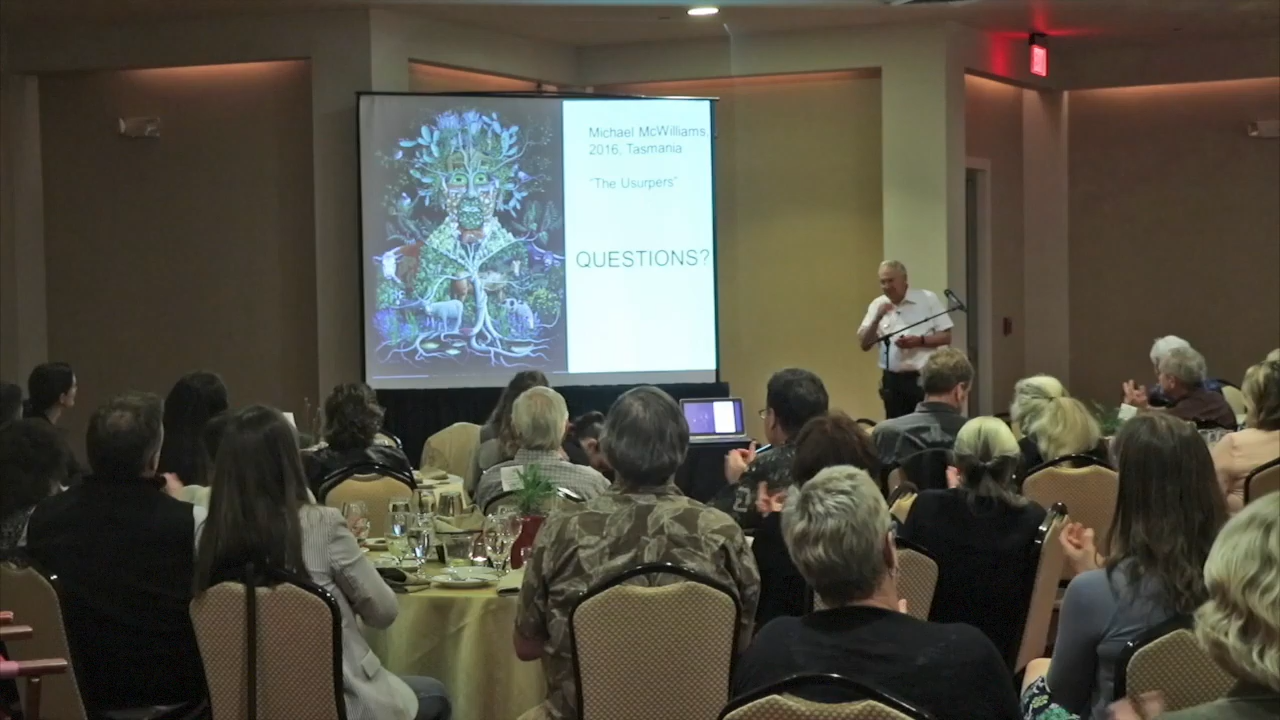 Michael McWilliams,
2016, Tasmania
"The Usurpers"
QUESTIONS?